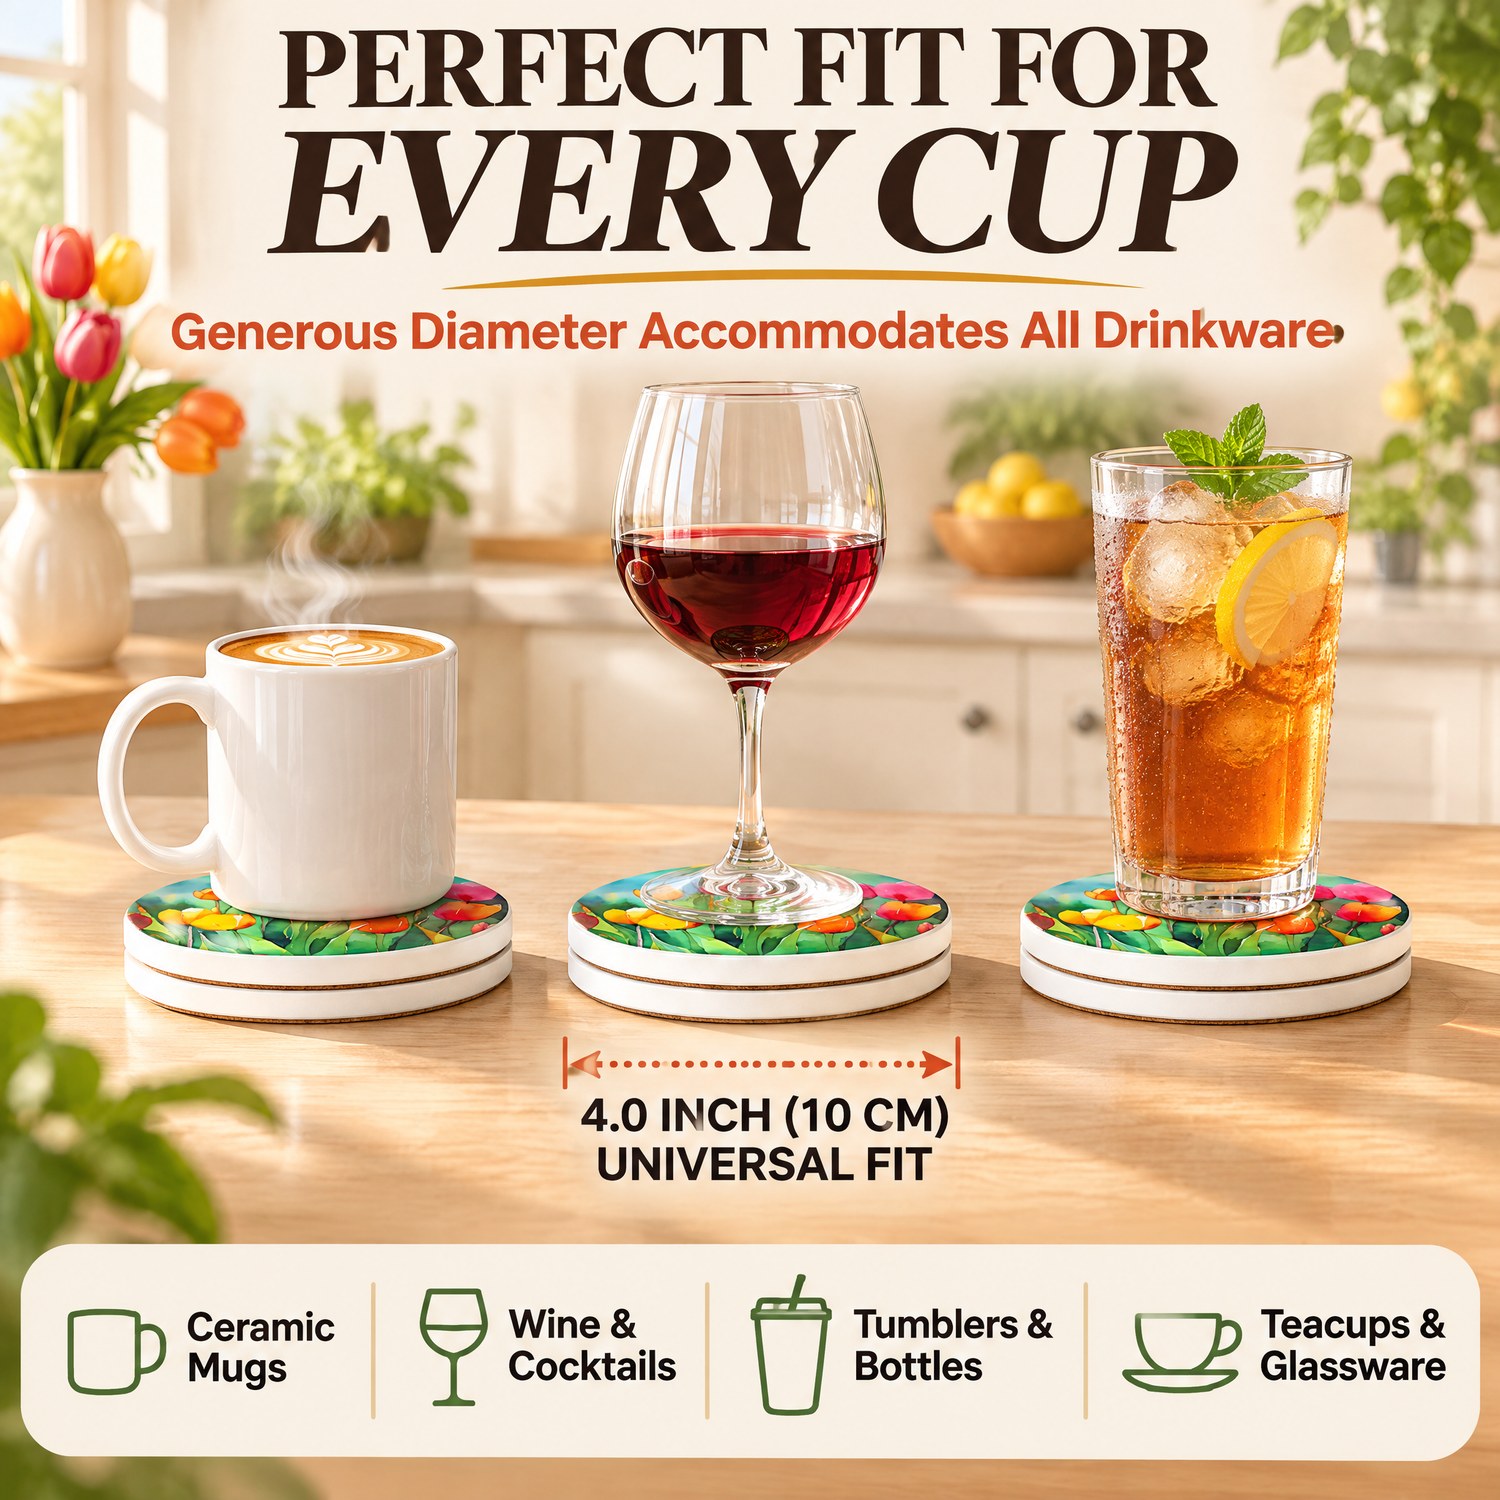 PERFECT FIT FOR
EVERY CUP
Generous Diameter Accommodates All Drinkware
4.0 INCH (10 CM)
UNIVERSAL FIT
Ceramic
Mugs
Wine &
Cocktails
Tumblers &
Bottles
Teacups &
Glassware